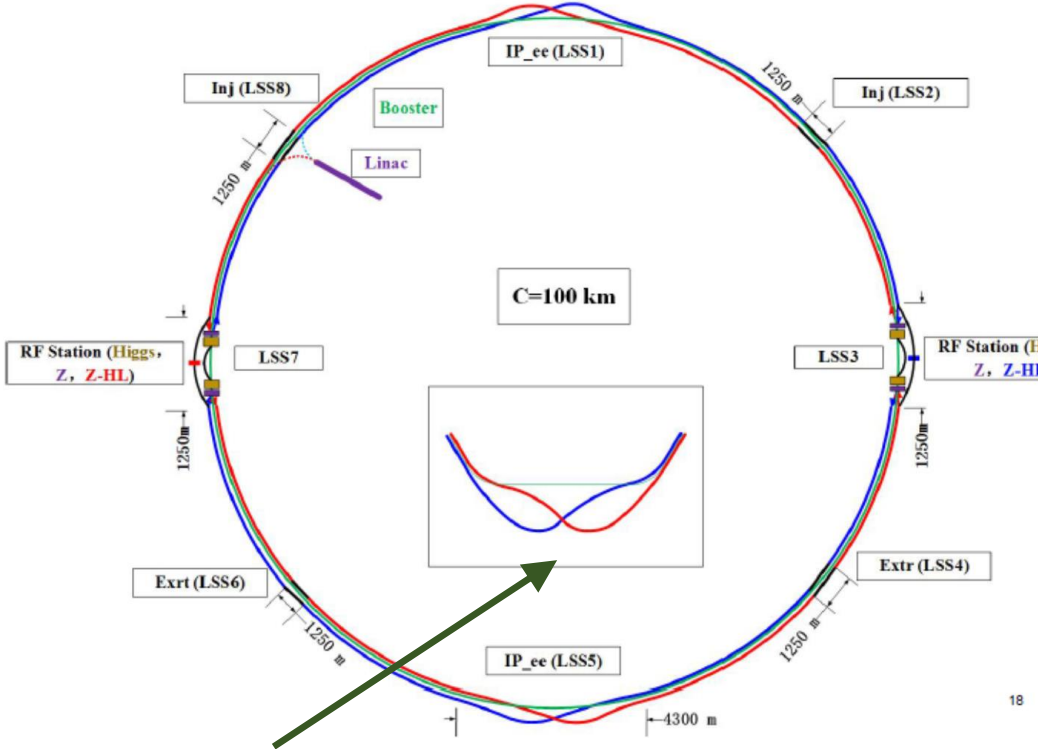 IP_ee (LSS1)
Inj (LSS8)
1250 m
Booster
Linac
1250 m
Inj (LSS2)
1250 m
C=100 km
RF Station (Higgs,
Z, Z-HL)
LSS7
1250m
LSS3
RF Station (H
Z, Z-H
1250m
Exrt (LSS6)
1250 m
Extr (LSS4)
1250 m
IP_ee (LSS5)
4300 m
18